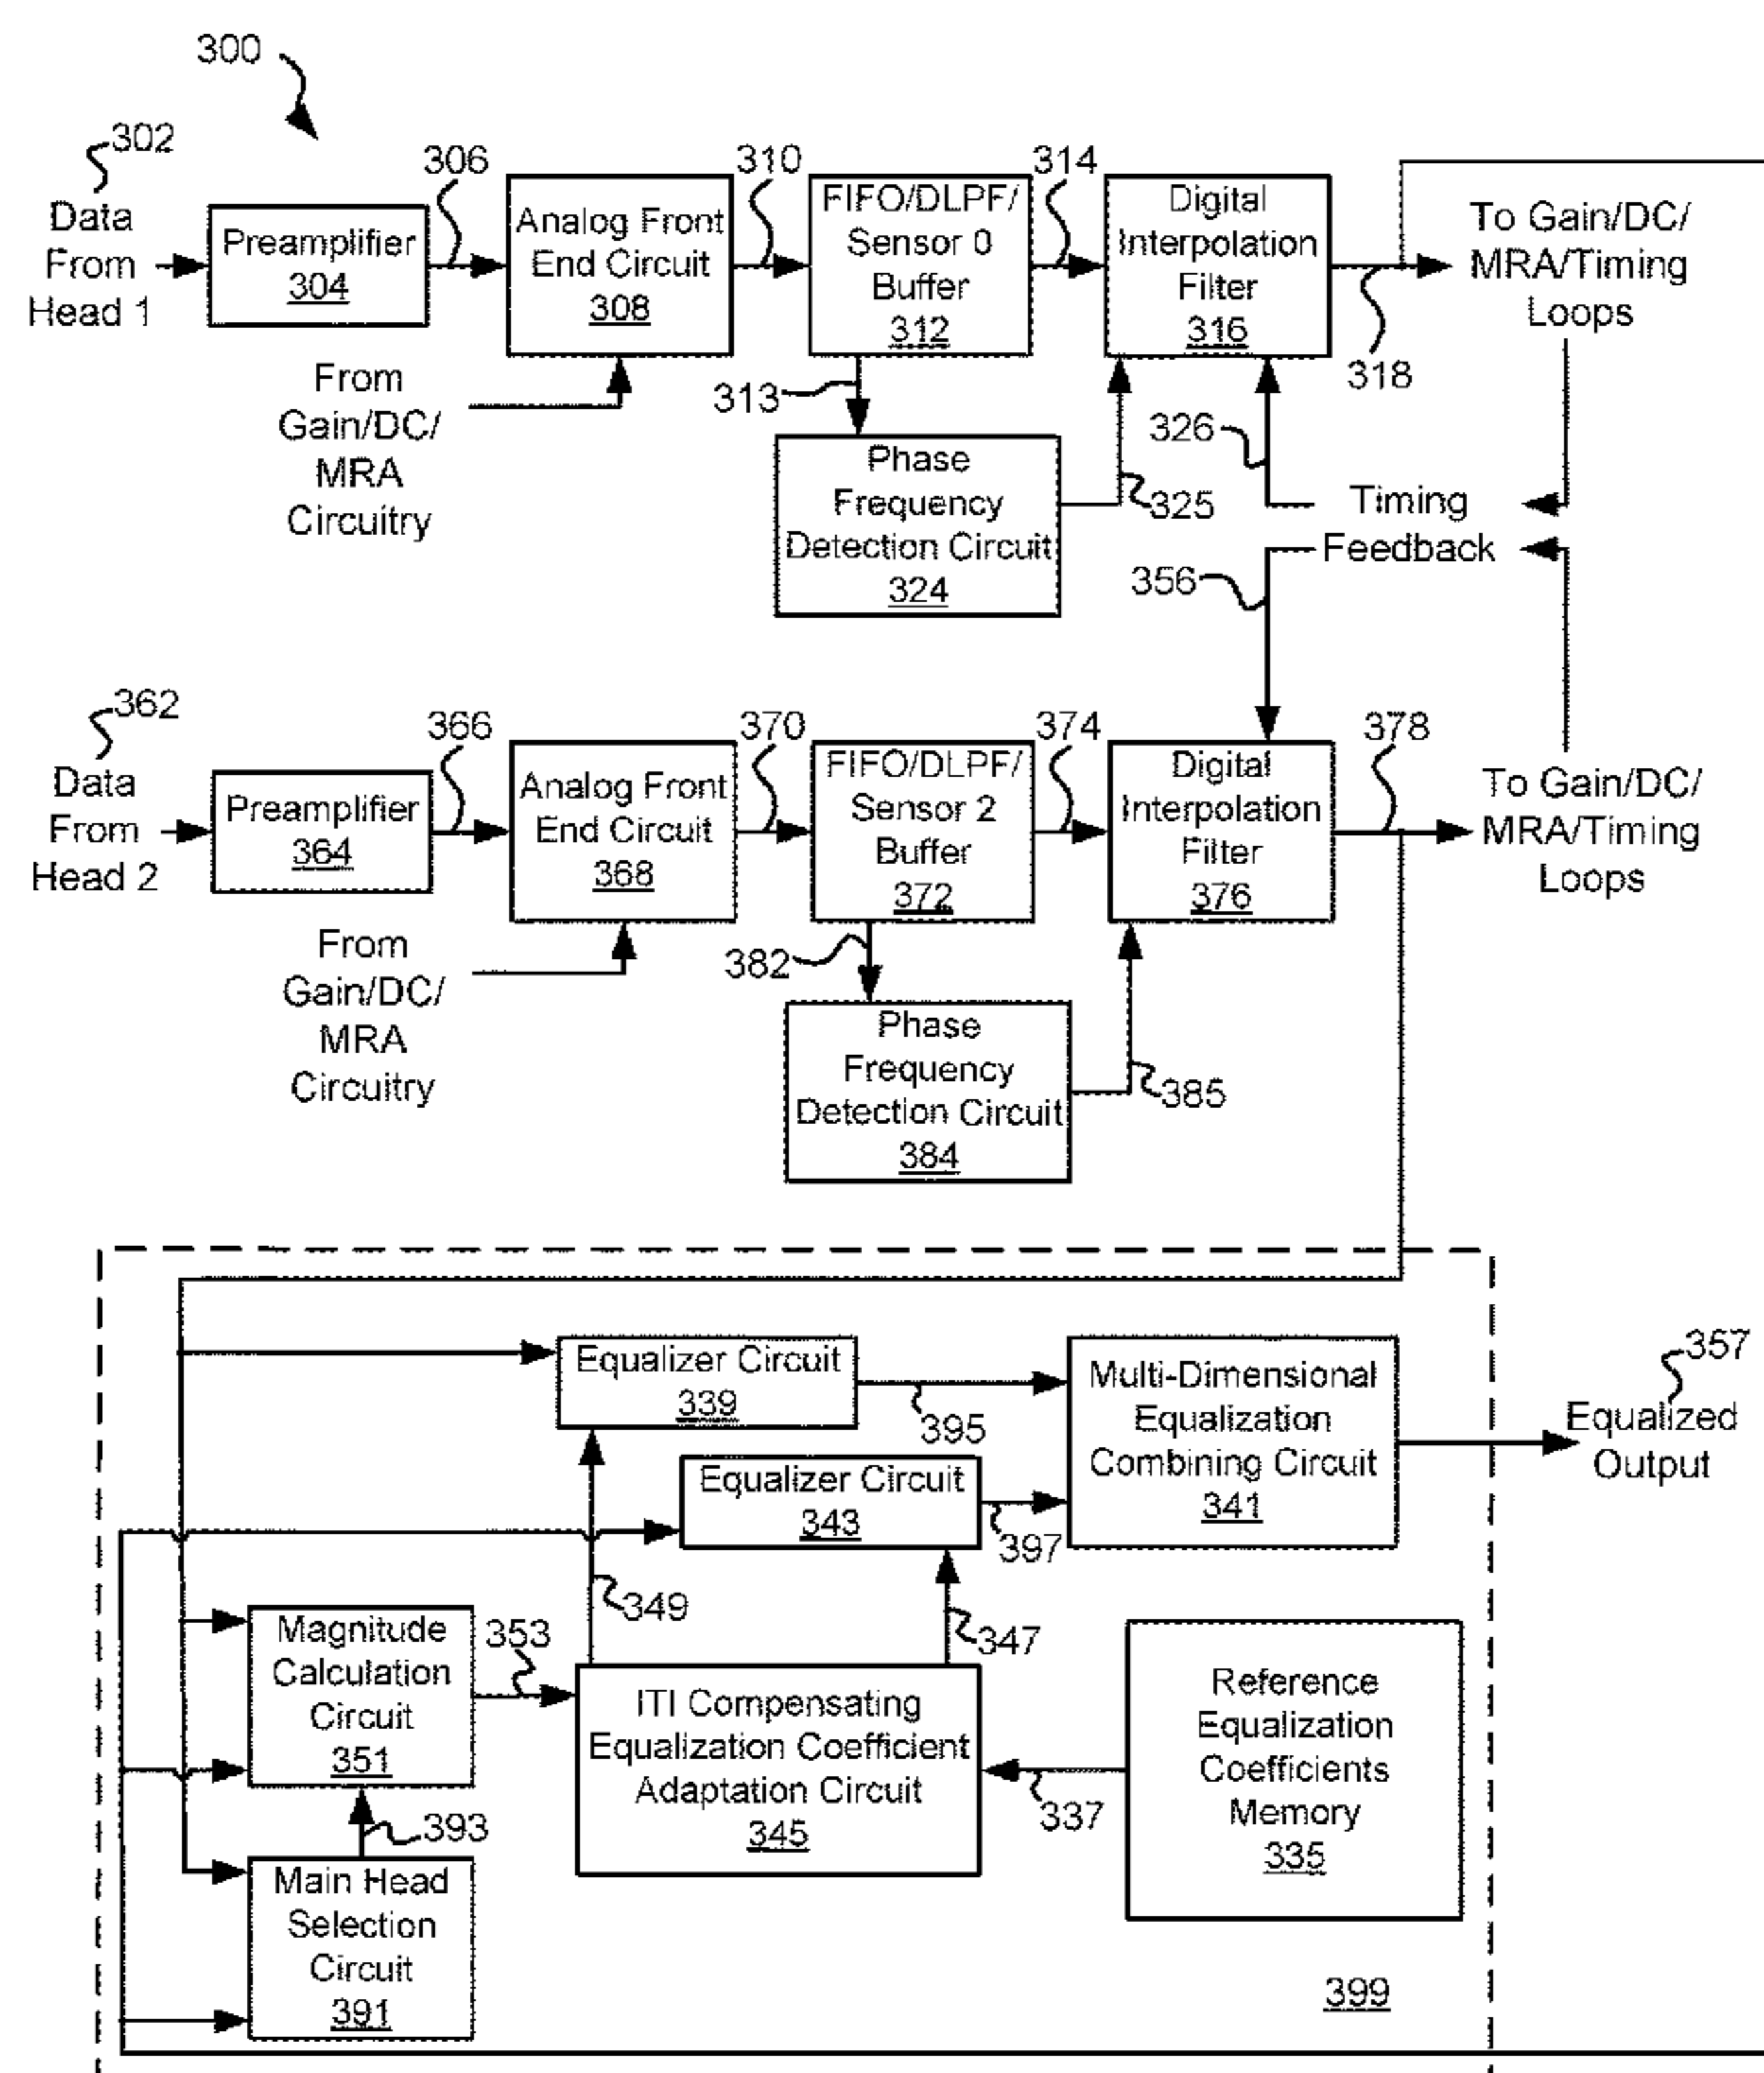 300
302
306
310
314
Data
From
Head 1
Preamplifier
304
Analog Front
End Circuit
308
FIFO/DLPF/
Sensor 0
Buffer
312
Digital
Interpolation
Filter
316
To Gain/DC/
MRA/Timing
Loops
318
From
Gain/DC/
MRA
Circuitry
313
Phase
Frequency
Detection Circuit
324
325
326
Timing
Feedback
356
362
366
370
374
378
Data
From
Head 2
Preamplifier
364
Analog Front
End Circuit
368
FIFO/DLPF/
Sensor 2
Buffer
372
Digital
Interpolation
Filter
376
To Gain/DC/
MRA/Timing
Loops
From
Gain/DC/
MRA
Circuitry
382
Phase
Frequency
Detection Circuit
384
385
Equalizer Circuit
339
395
Multi-Dimensional
Equalization
Combining Circuit
341
357
Equalized
Output
Equalizer Circuit
343
397
349
347
Magnitude
Calculation
Circuit
351
353
ITI Compensating
Equalization Coefficient
Adaptation Circuit
345
337
Reference
Equalization
Coefficients
Memory
335
393
Main Head
Selection
Circuit
391
399